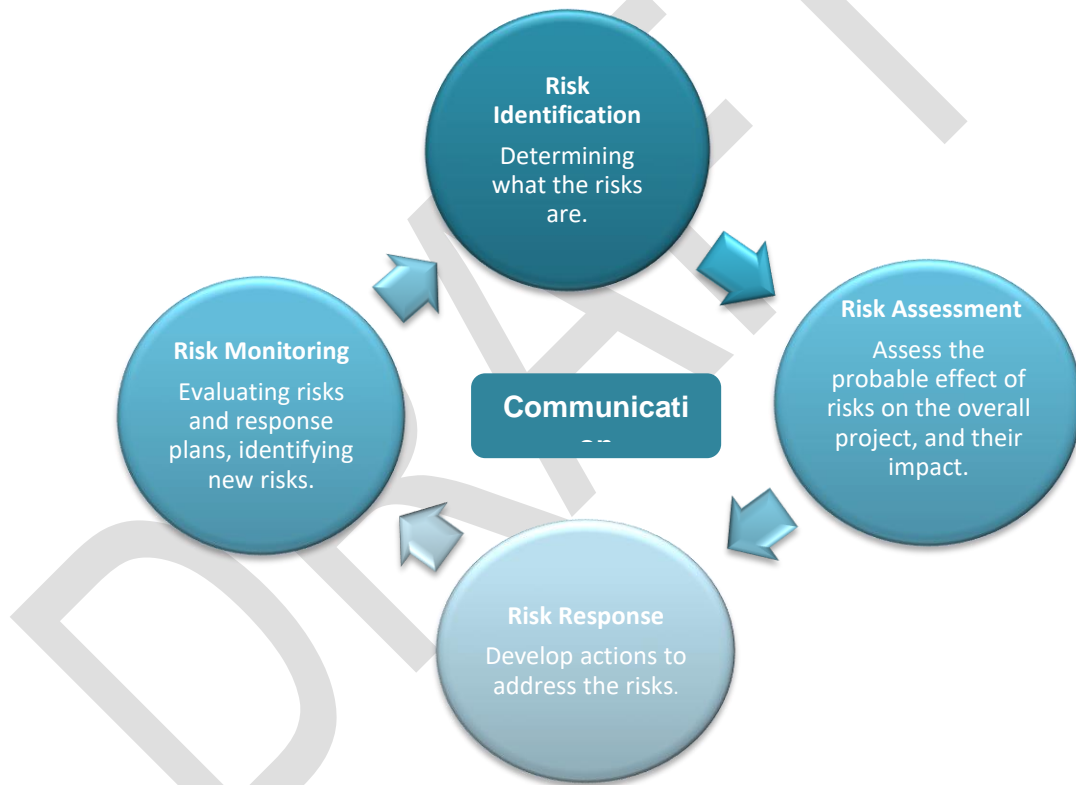 Risk
Identification
Determining
what the risks
are.
Risk Assessment
Assess the
probable effect of
risks on the overall
project, and their
impact.
Risk Response
Develop actions to
address the risks.
Risk Monitoring
Evaluating risks
and response
plans, identifying
new risks.
Communicati
on
DRAFT